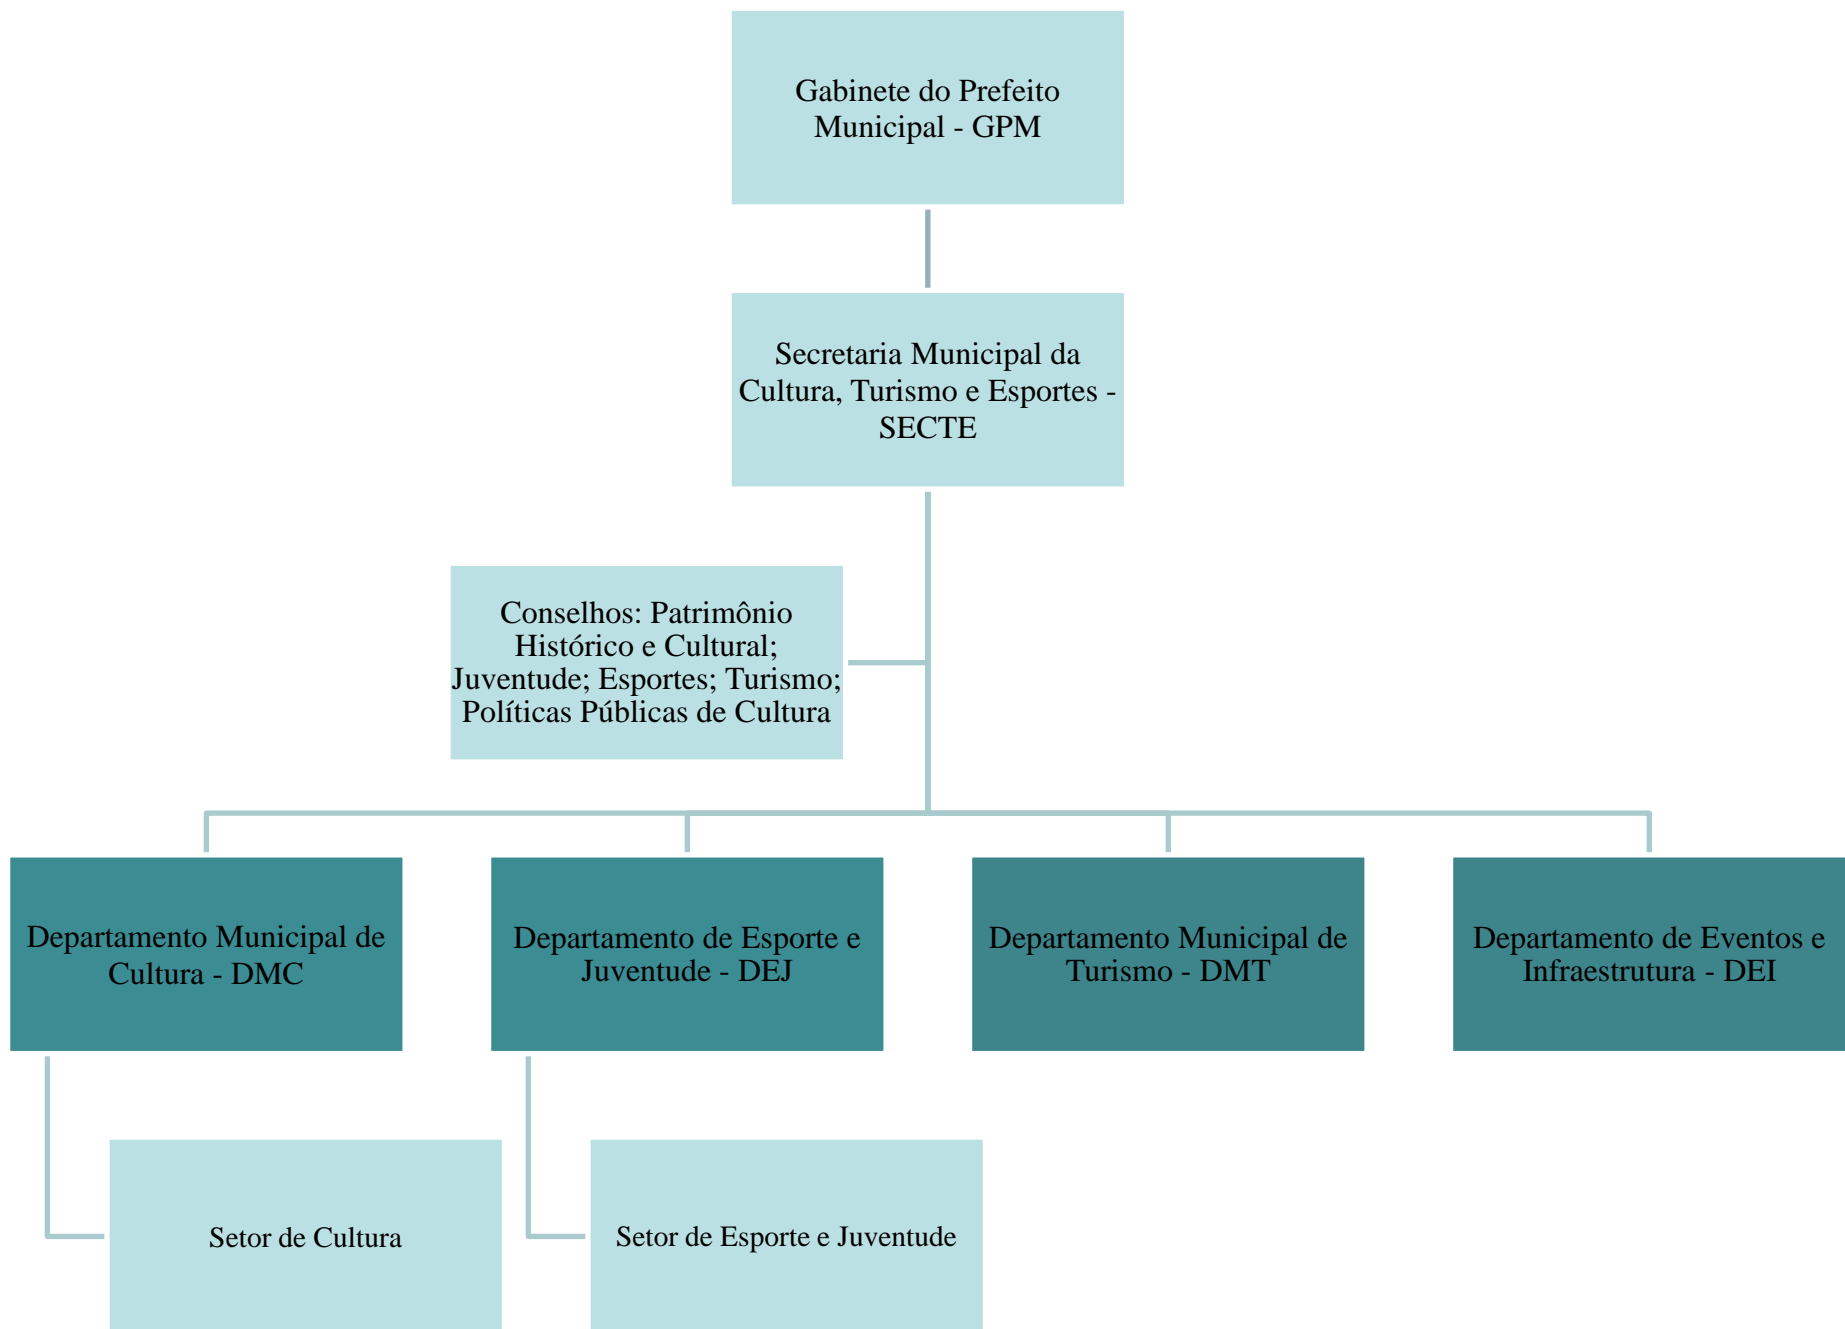 Gabinete do Prefeito
Municipal - GPM
Secretaria Municipal da
Cultura, Turismo e Esportes -
SECTE
Conselhos: Patrimônio
Histórico e Cultural;
Juventude; Esportes; Turismo;
Políticas Públicas de Cultura
Departamento Municipal de
Cultura - DMC
Departamento de Esporte e
Juventude - DEJ
Departamento Municipal de
Turismo - DMT
Departamento de Eventos e
Infraestrutura - DEI
Setor de Cultura
Setor de Esporte e Juventude